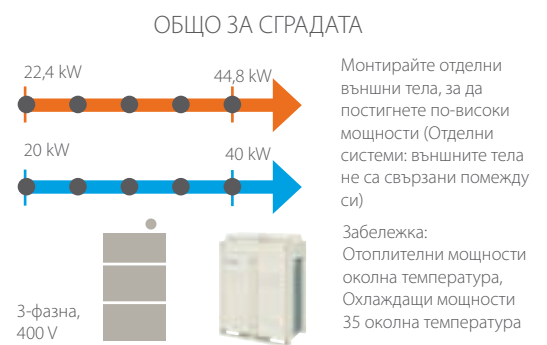 ОБЩО ЗА СГРАДАТА
22,4 kW
44,8 kW
20 kW
40 kW
3-фазна,
400 V
Монтирайте отделни
външни тела, за да
постигнете по-високи
мощности (Отделни
системи: външните тела
не са свързани помежду
си)
Забележка:
Отоплителни мощности
околна температура,
Охлаждащи мощности
35 околна температура